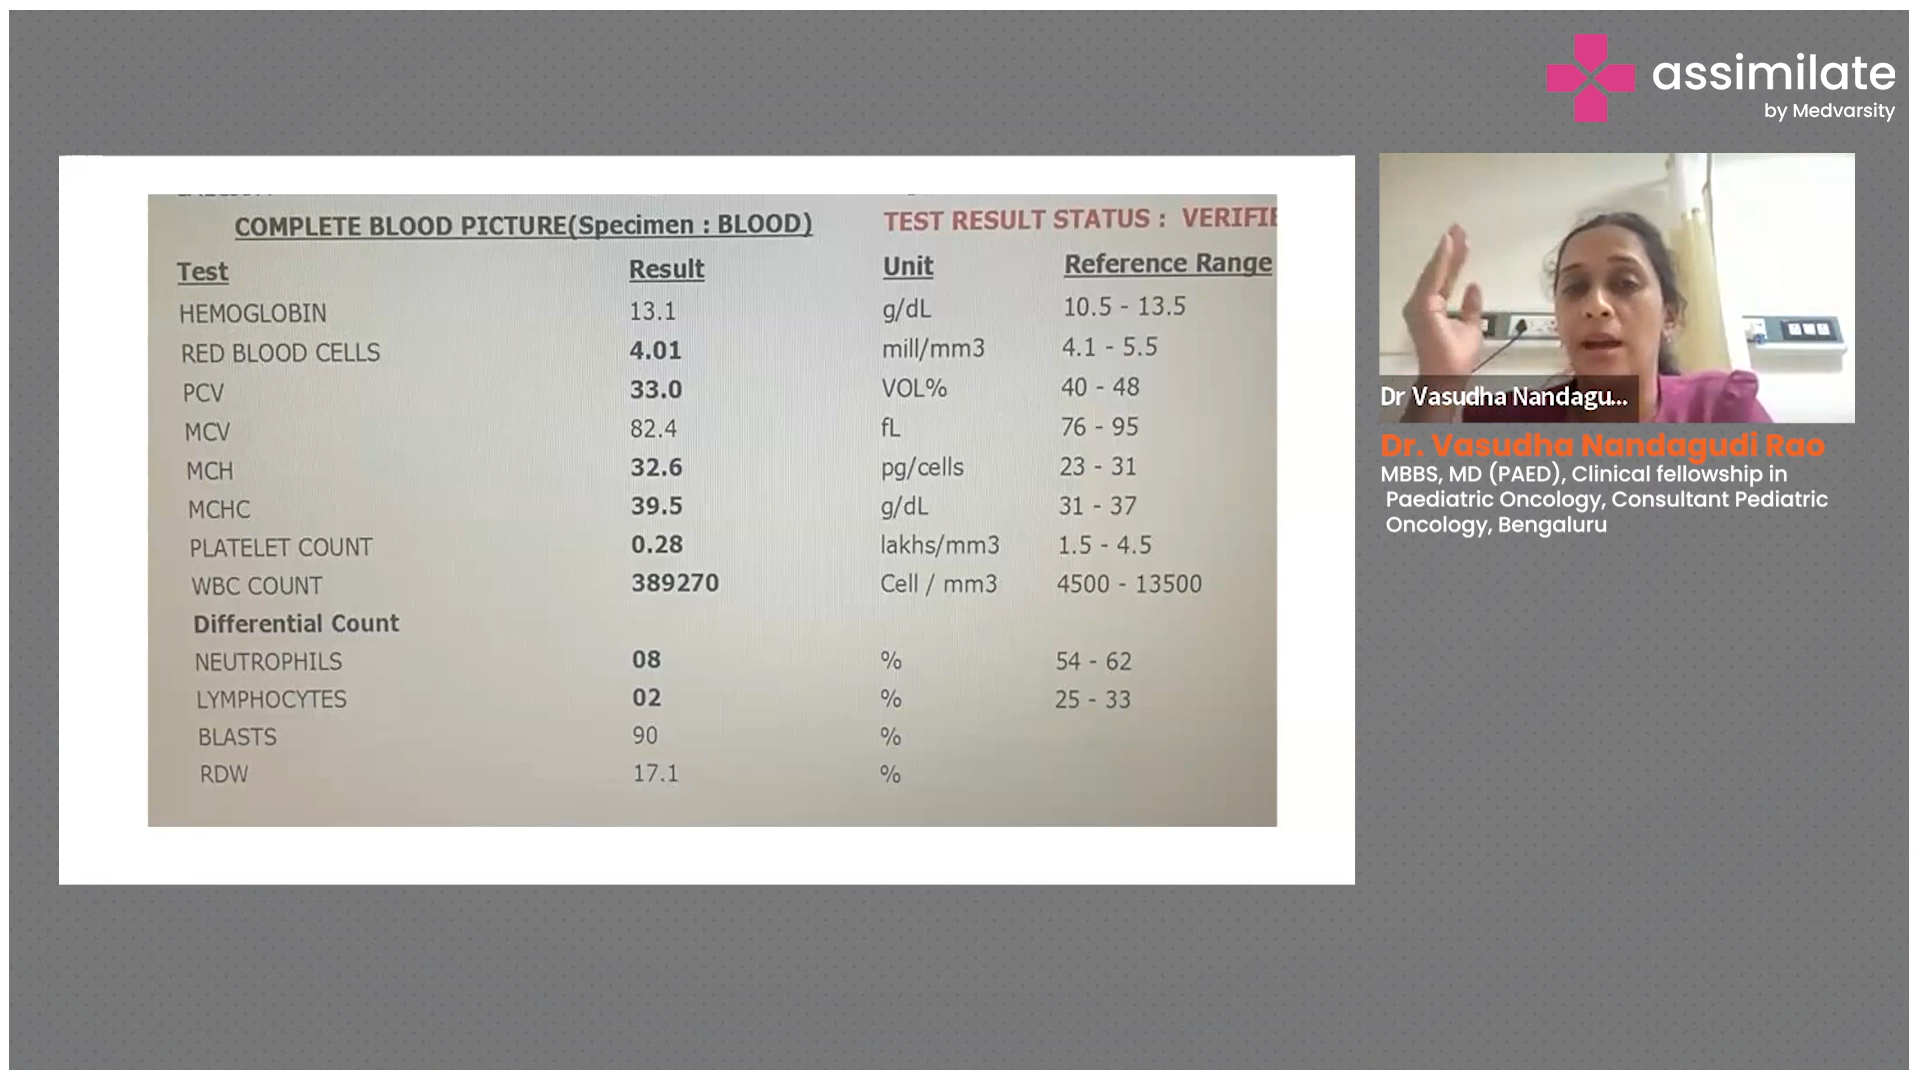 assimilate
by Medvarsity
COMPLETE BLOOD PICTURE(Specimen : BLOOD) TEST RESULT STATUS : VERIFIE
Test Result Unit Reference Range
HEMOGLOBIN 13.1 g/dL 10.5 - 13.5
RED BLOOD CELLS 4.01 mill/mm3 4.1 - 5.5
PCV 33.0 VOL% 40 - 48
MCV 82.4 fL 76 - 95
MCH 32.6 pg/cells 23 - 31
MCHC 39.5 g/dL 31 - 37
PLATELET COUNT 0.28 lakhs/mm3 1.5 - 4.5
WBC COUNT 389270 Cell / mm3 4500 - 13500
Differential Count
NEUTROPHILS 08 % 54 - 62
LYMPHOCYTES 02 % 25 - 33
BLASTS 90 %
RDW 17.1 %
Dr Vasudha Nandagu...
Dr. Vasudha Nandagudi Rao
MBBS, MD (PAED), Clinical fellowship in
Paediatric Oncology, Consultant Pediatric
Oncology, Bengaluru